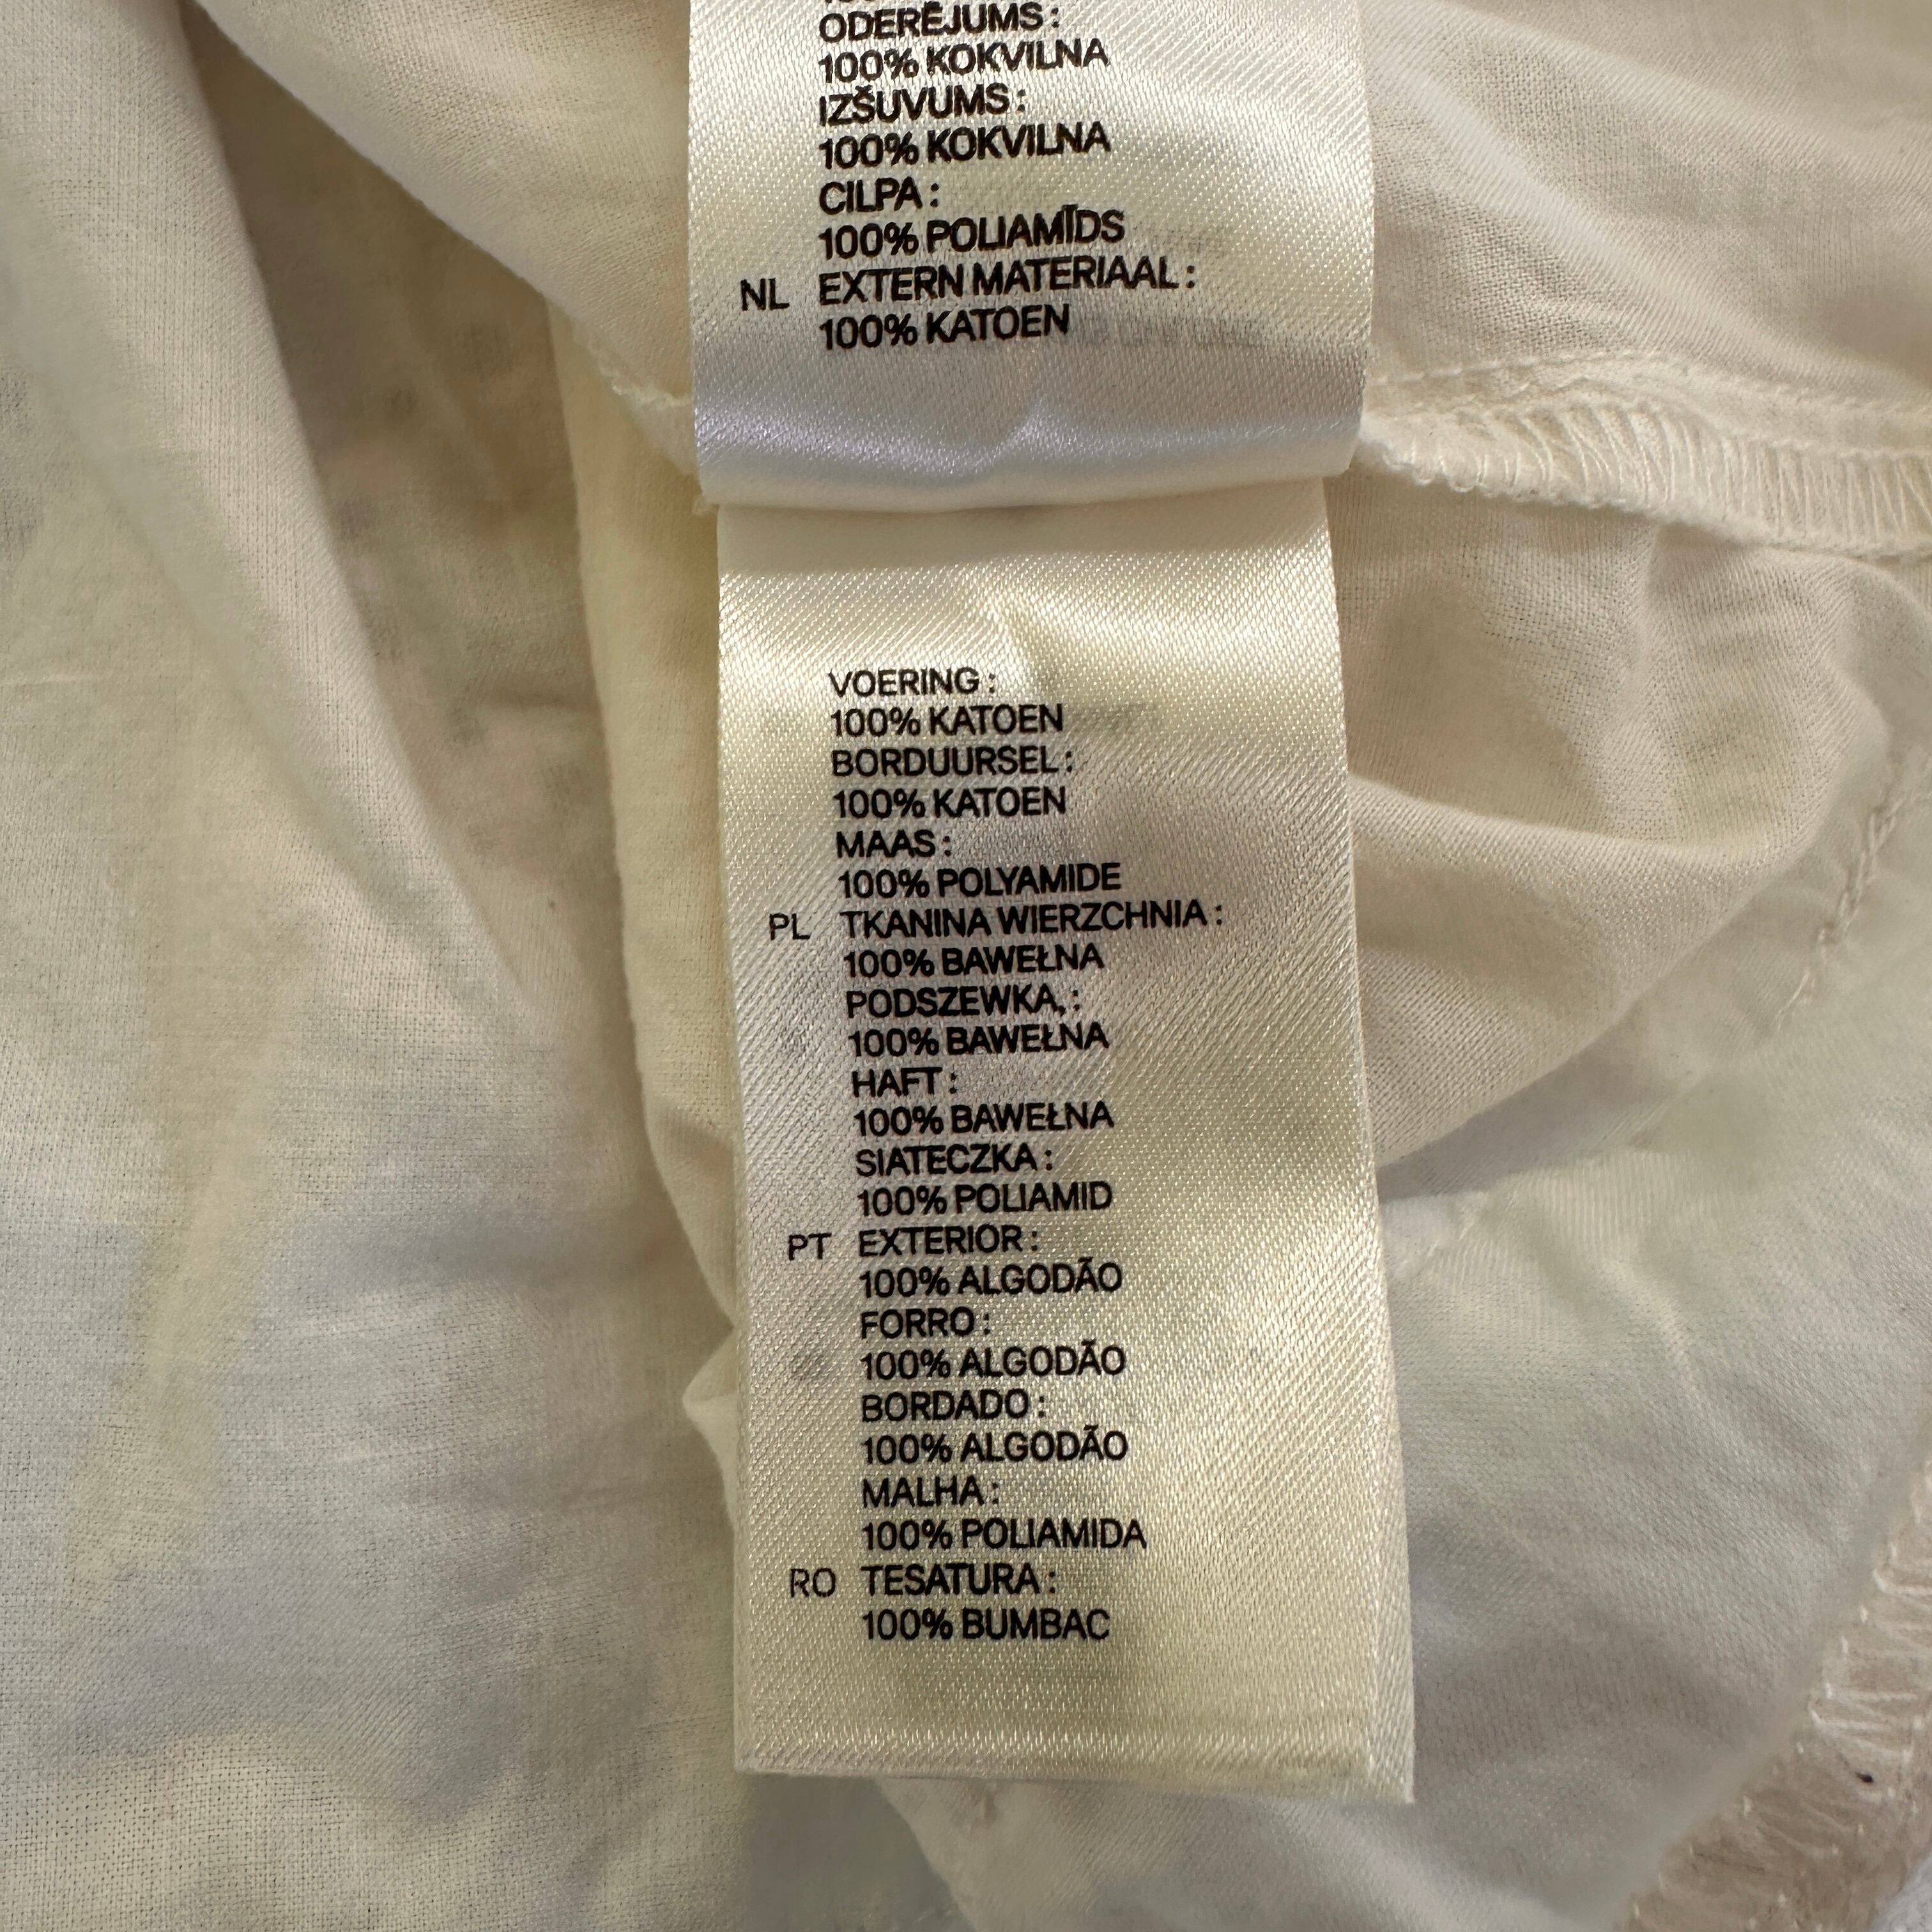 ODERĒJUMS :
100% KOKVILNA
IZŠUVUMS :
100% KOKVILNA
CILPA :
100% POLIAMĪDS
NL EXTERN MATERIAAL :
100% KATOEN
VOERING :
100% KATOEN
BORDUURSEL :
100% KATOEN
MAAS :
100% POLYAMIDE
PL TKANINA WIERZCHNIA :
100% BAWEŁNA
PODSZEWKA, :
100% BAWEŁNA
HAFT :
100% BAWEŁNA
SIATECZKA :
100% POLIAMID
PT EXTERIOR :
100% ALGODÃO
FORRO :
100% ALGODÃO
BORDADO :
100% ALGODÃO
MALHA :
100% POLIAMIDA
RO TESATURA :
100% BUMBAC